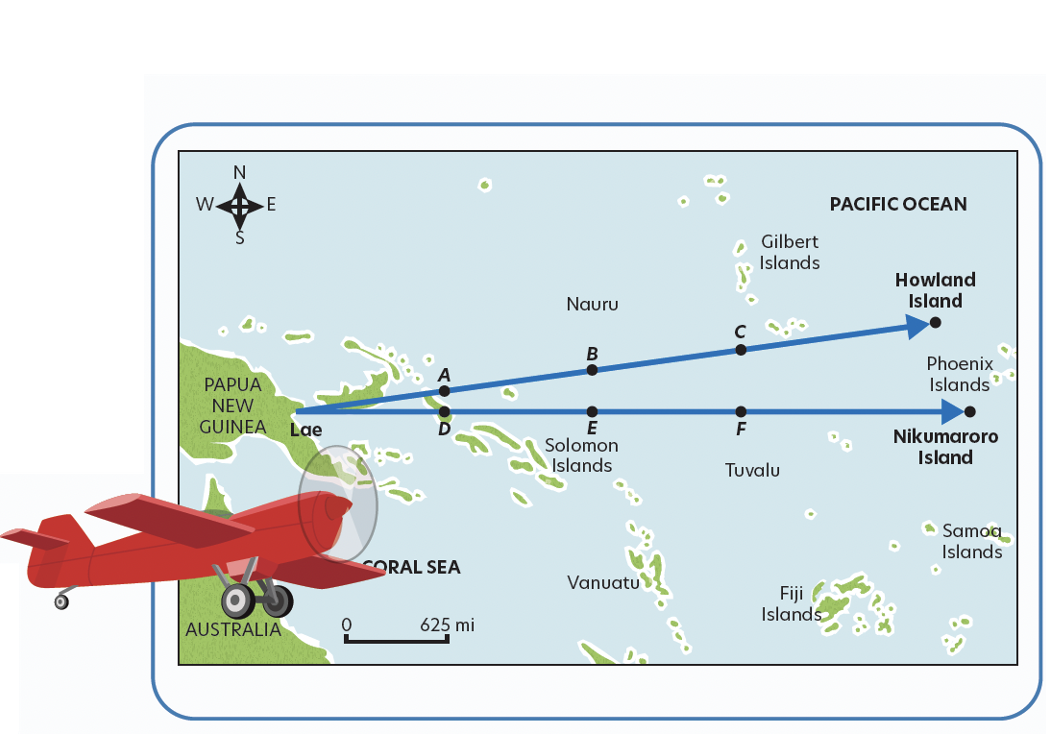 N
W E
S
PACIFIC OCEAN
Gilbert
Islands
Howland
Island
Nauru
C
B
A
Phoenix
Islands
PAPUA
NEW
GUINEA
Lae
D
E
F
Nikumaroro
Island
Solomon
Islands
Tuvalu
Samoa
Islands
CORAL SEA
Vanuatu
Fiji
Islands
AUSTRALIA
0 625 mi